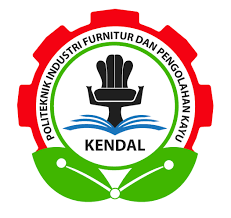 POLITEKNIK INDUSTRI FURNITUR DAN PENGOLAHAN KAYU
KENDAL